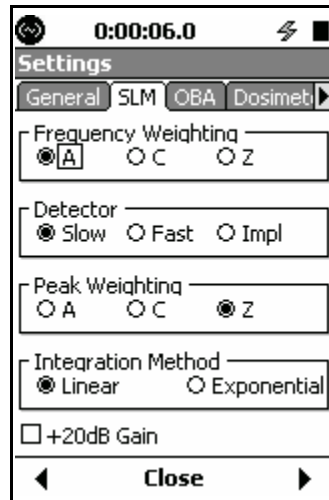 0:00:06.0
Settings
General SLM OBA Dosimet
Frequency Weighting
A C Z
Detector
Slow Fast Impl
Peak Weighting
A C Z
Integration Method
Linear Exponential
+20dB Gain
Close